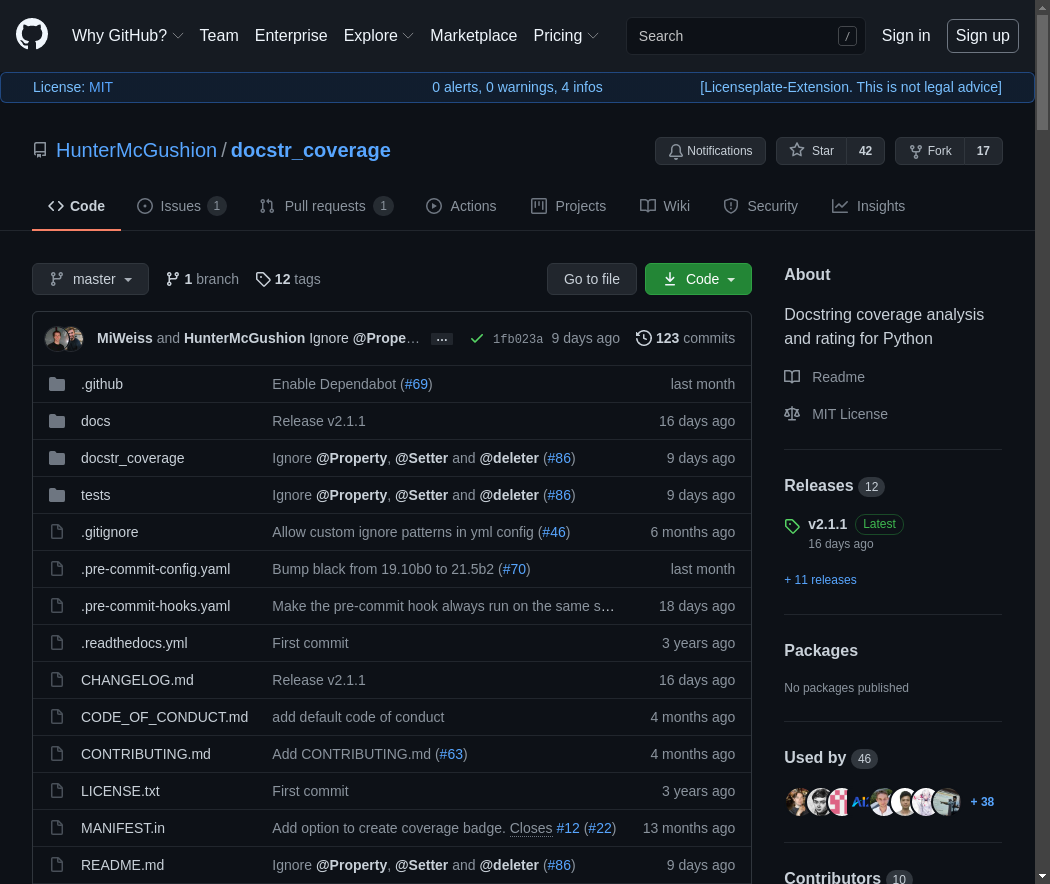 Why GitHub? Team Enterprise Explore Marketplace Pricing Search / Sign in Sign up
License: MIT 0 alerts, 0 warnings, 4 infos [Licenseplate-Extension. This is not legal advice]
HunterMcGushion / docstr_coverage Notifications Star 42 Fork 17
Code Issues 1 Pull requests 1 Actions Projects Wiki Security Insights
master 1 branch 12 tags Go to file Code
MiWeiss and HunterMcGushion Ignore @Prope… … 1fb023a 9 days ago 123 commits
.github Enable Dependabot (#69) last month
docs Release v2.1.1 16 days ago
docstr_coverage Ignore @Property, @Setter and @deleter (#86) 9 days ago
tests Ignore @Property, @Setter and @deleter (#86) 9 days ago
.gitignore Allow custom ignore patterns in yml config (#46) 6 months ago
.pre-commit-config.yaml Bump black from 19.10b0 to 21.5b2 (#70) last month
.pre-commit-hooks.yaml Make the pre-commit hook always run on the same s… 18 days ago
.readthedocs.yml First commit 3 years ago
CHANGELOG.md Release v2.1.1 16 days ago
CODE_OF_CONDUCT.md add default code of conduct 4 months ago
CONTRIBUTING.md Add CONTRIBUTING.md (#63) 4 months ago
LICENSE.txt First commit 3 years ago
MANIFEST.in Add option to create coverage badge. Closes #12 (#22) 13 months ago
README.md Ignore @Property, @Setter and @deleter (#86) 9 days ago
About
Docstring coverage analysis
and rating for Python
Readme
MIT License
Releases 12
v2.1.1 Latest
16 days ago
+ 11 releases
Packages
No packages published
Used by 46
+ 38
Contributors 10